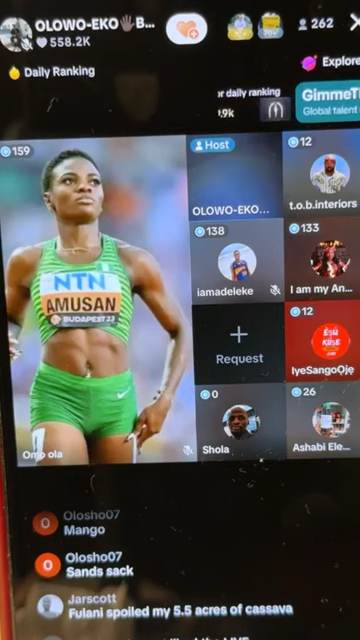 OLOWO-EKO🖐🏿B...
558.2K
262
Daily Ranking
Explore
daily ranking
.9k
GimmeT
Global talent
159
Host
12
OLOWO-EKO...
t.o.b.interiors
138
133
iamadeleke
I am my An...
NTN
AMUSAN
BUDAPEST23
+
Request
12
ÈṢÙ
IyeSangoOje
0
26
Omo ola
Shola
Ashabi Ele...
Olosho07
Mango
Olosho07
Sands sack
Jarscott
Fulani spoiled my 5.5 acres of cassava